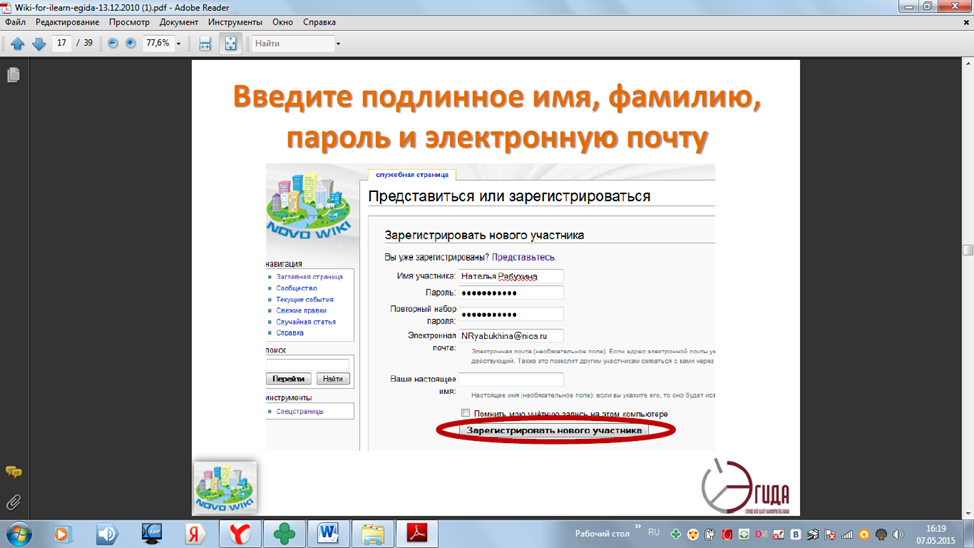 Wiki-for-ilearn-egida-13.12.2010 (1).pdf - Adobe Reader
Файл Редактирование Просмотр Документ Инструменты Окно Справка
17 / 39 77,6% Найти
Введите подлинное имя, фамилию,
пароль и электронную почту
служебная страница
Представиться или зарегистрироваться
NOVO WIKI
Зарегистрировать нового участника
Вы уже зарегистрированы? Представьтесь.
навигация
Заглавная страница
Сообщество
Текущие события
Свежие правки
Случайная статья
Справка
поиск
Перейти Найти
инструменты
Спецстраницы
Имя участника: Наталья Рябухина
Пароль: •••••••••••
Повторный набор
пароля: •••••••••••
Электронная
почта: NRyabukhina@nios.ru
Электронная почта (необязательное поле). Если адрес электронной почты ук
действующий. Также это позволит другим участникам связаться с вами через
Ваше настоящее
имя:
Настоящее имя (необязательное поле): если вы укажете его, то оно будет исп
Помнить мою учётную запись на этом компьютере
Зарегистрировать нового участника
NOVO WIKI
ЭГИДА
Рабочий стол » RU 16:19
07.05.2015